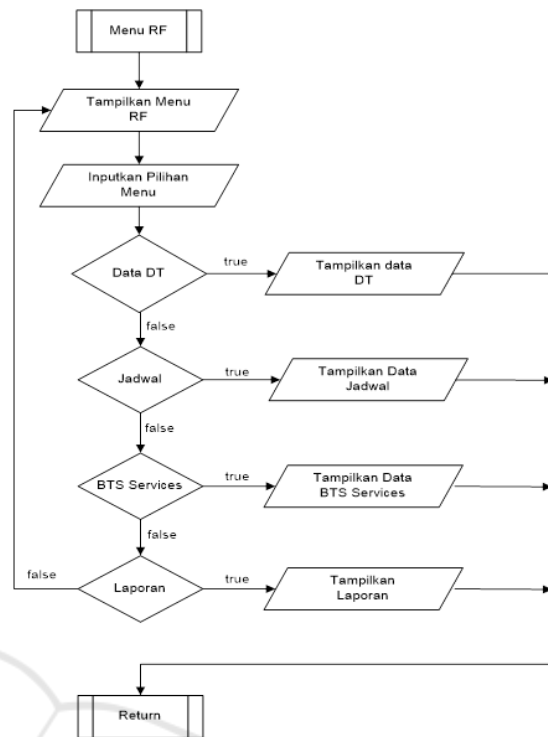 Menu RF
Tampilkan Menu
RF
Inputkan Pilihan
Menu
Data DT
true
Tampilkan data
DT
false
Jadwal
true
Tampilkan Data
Jadwal
false
BTS Services
true
Tampilkan Data
BTS Services
false
false
Laporan
true
Tampilkan
Laporan
Return